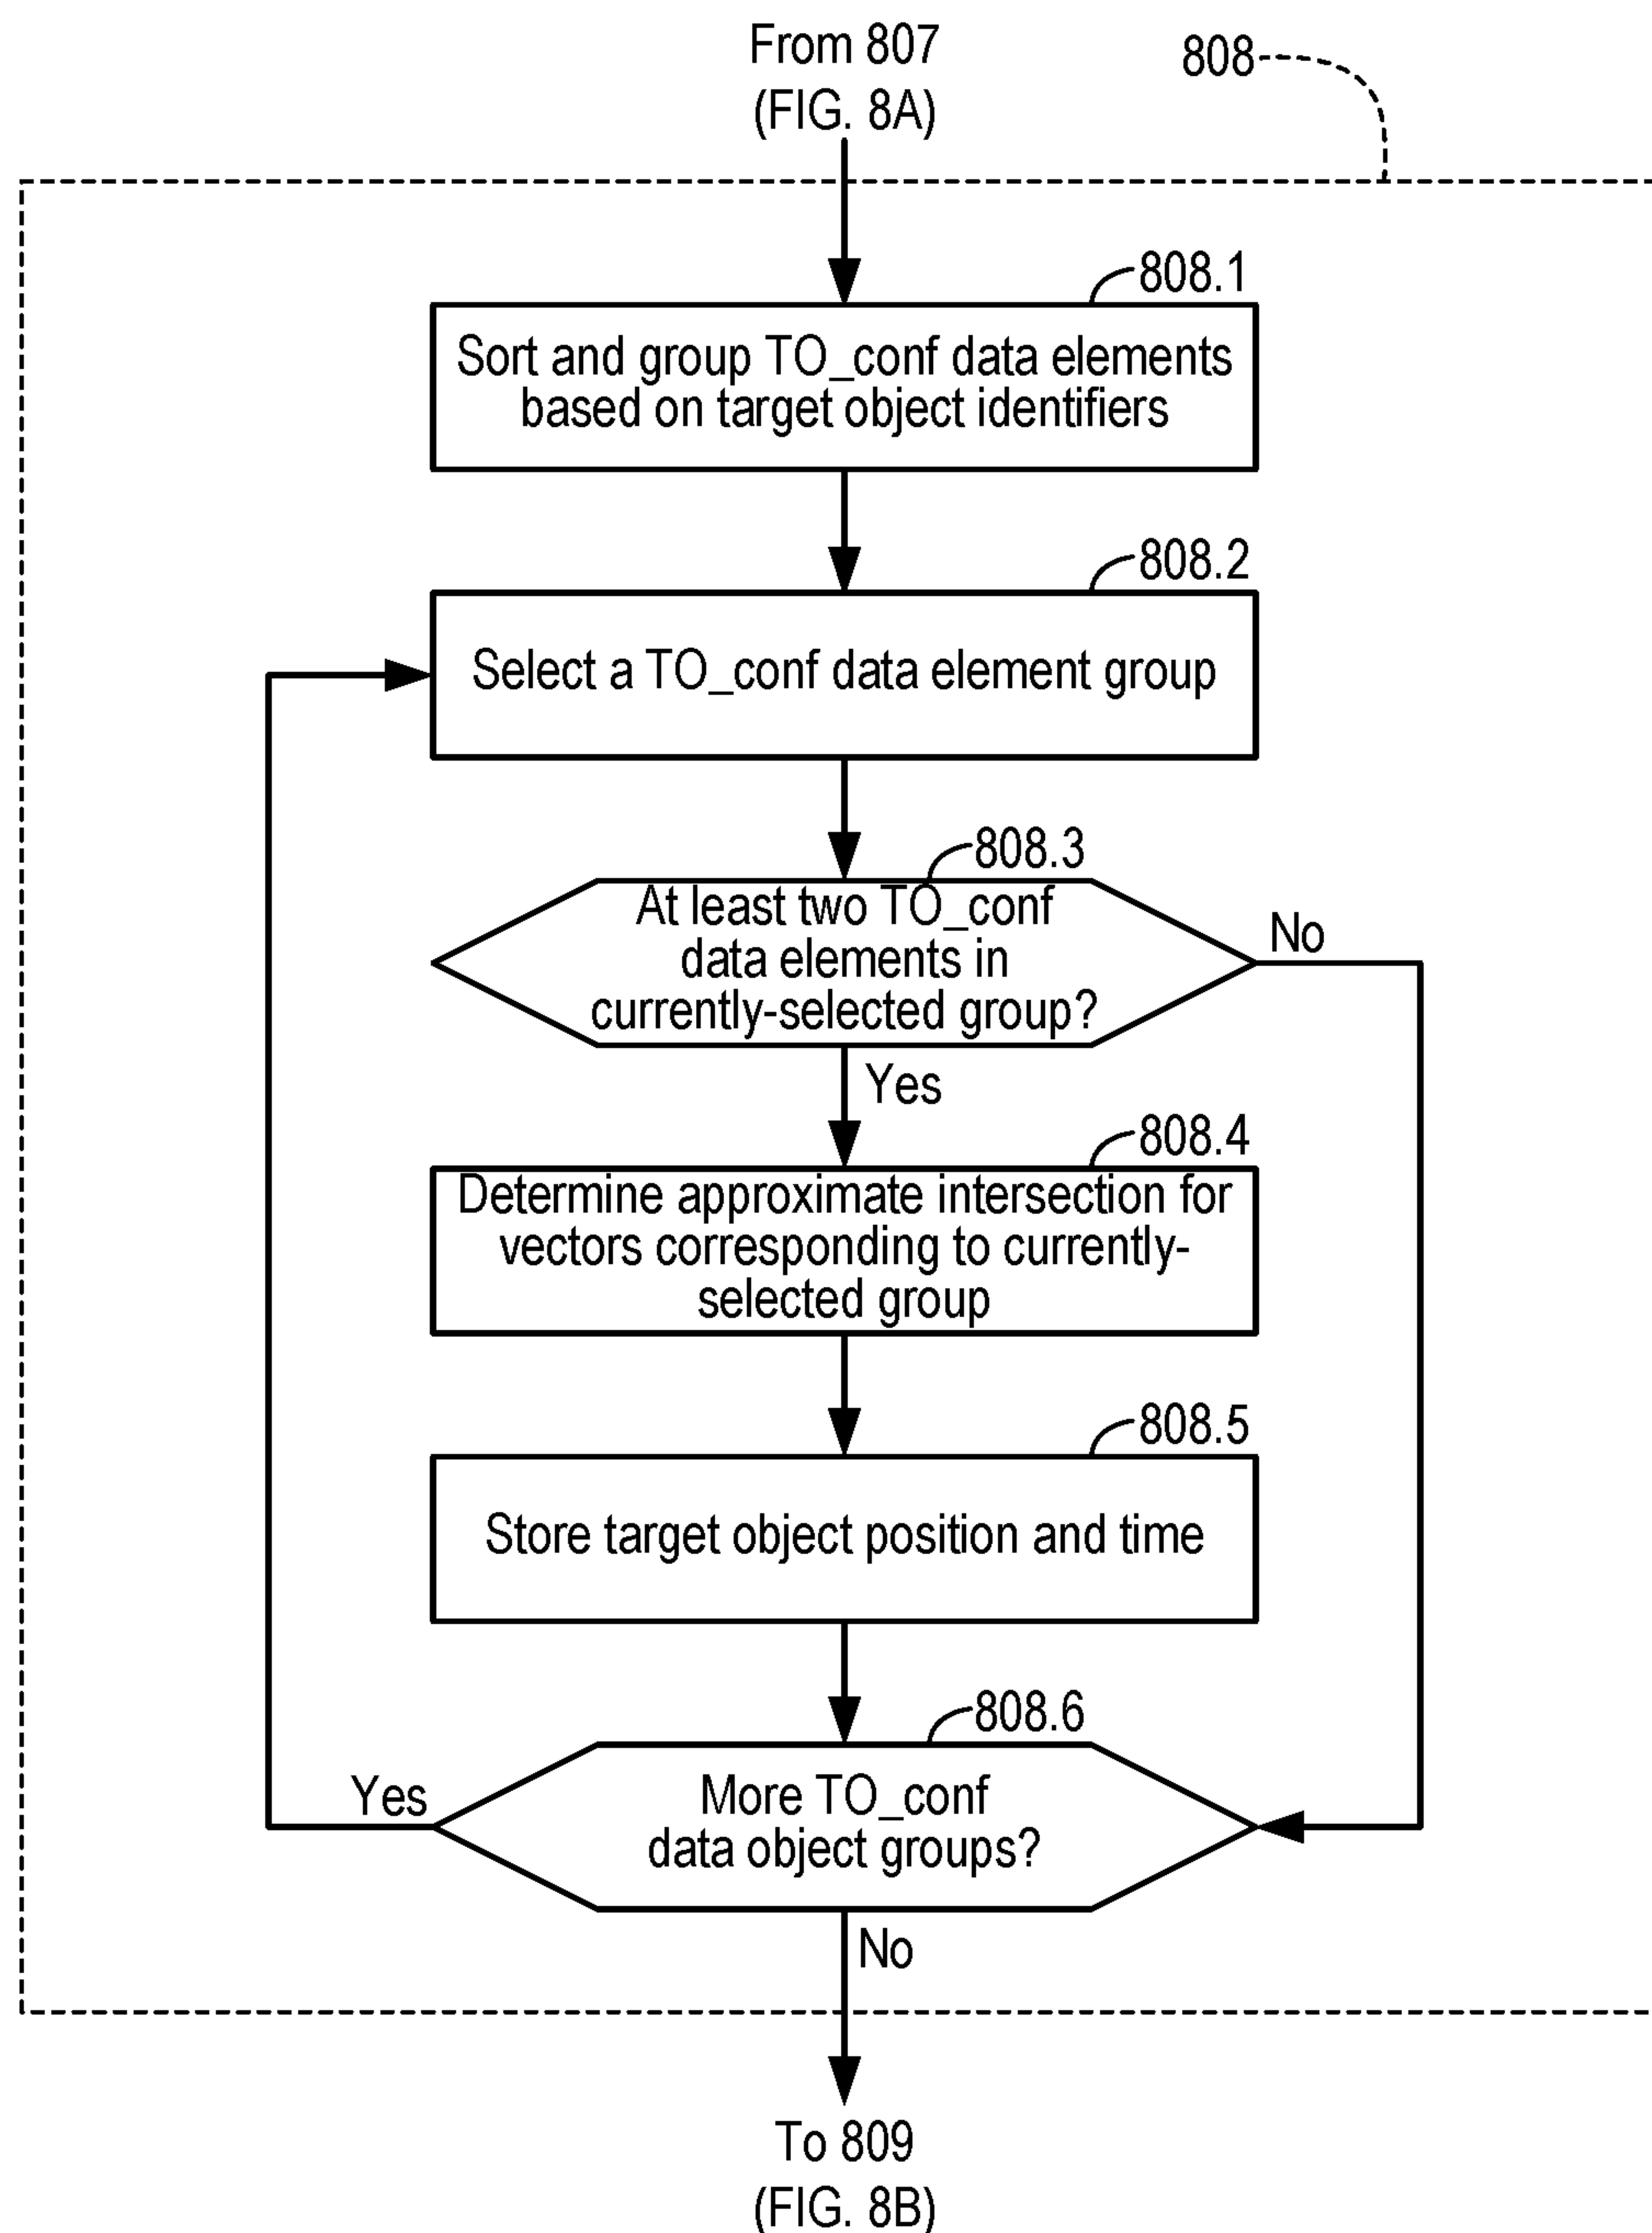 From 807
(FIG. 8A)
808
808.1
Sort and group TO_conf data elements
based on target object identifiers
808.2
Select a TO_conf data element group
808.3
At least two TO_conf
data elements in
currently-selected group?
No
Yes
808.4
Determine approximate intersection for
vectors corresponding to currently-
selected group
808.5
Store target object position and time
808.6
More TO_conf
data object groups?
Yes
No
To 809
(FIG. 8B)